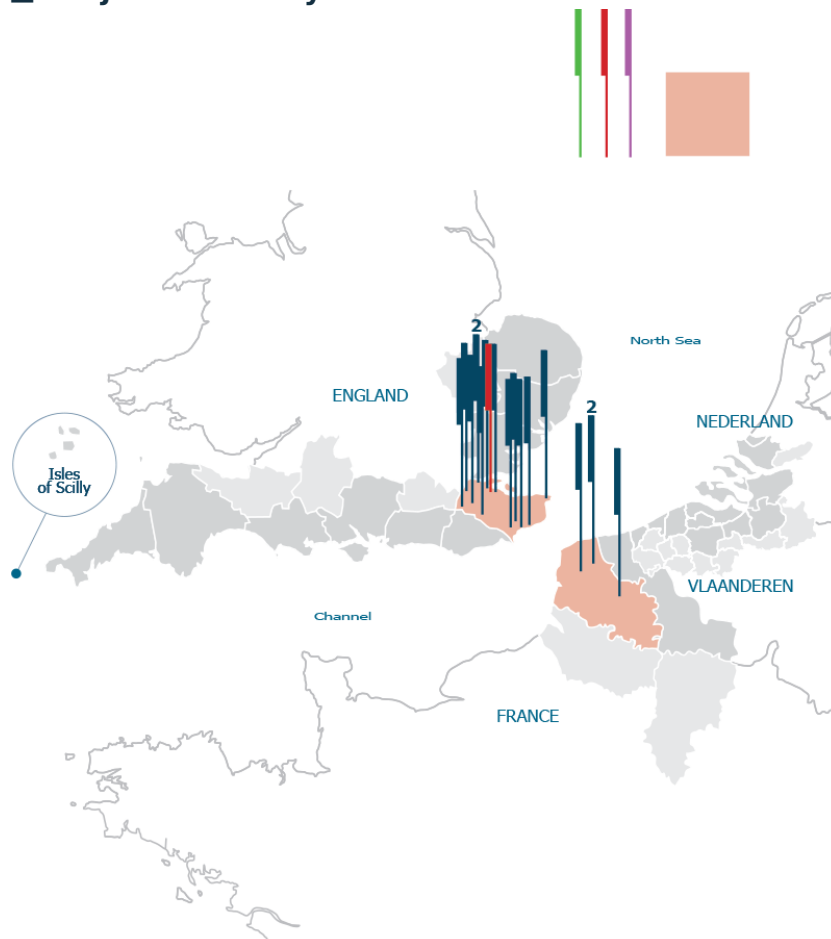 2
North Sea
ENGLAND
2
NEDERLAND
Isles
of Scilly
VLAANDEREN
Channel
FRANCE